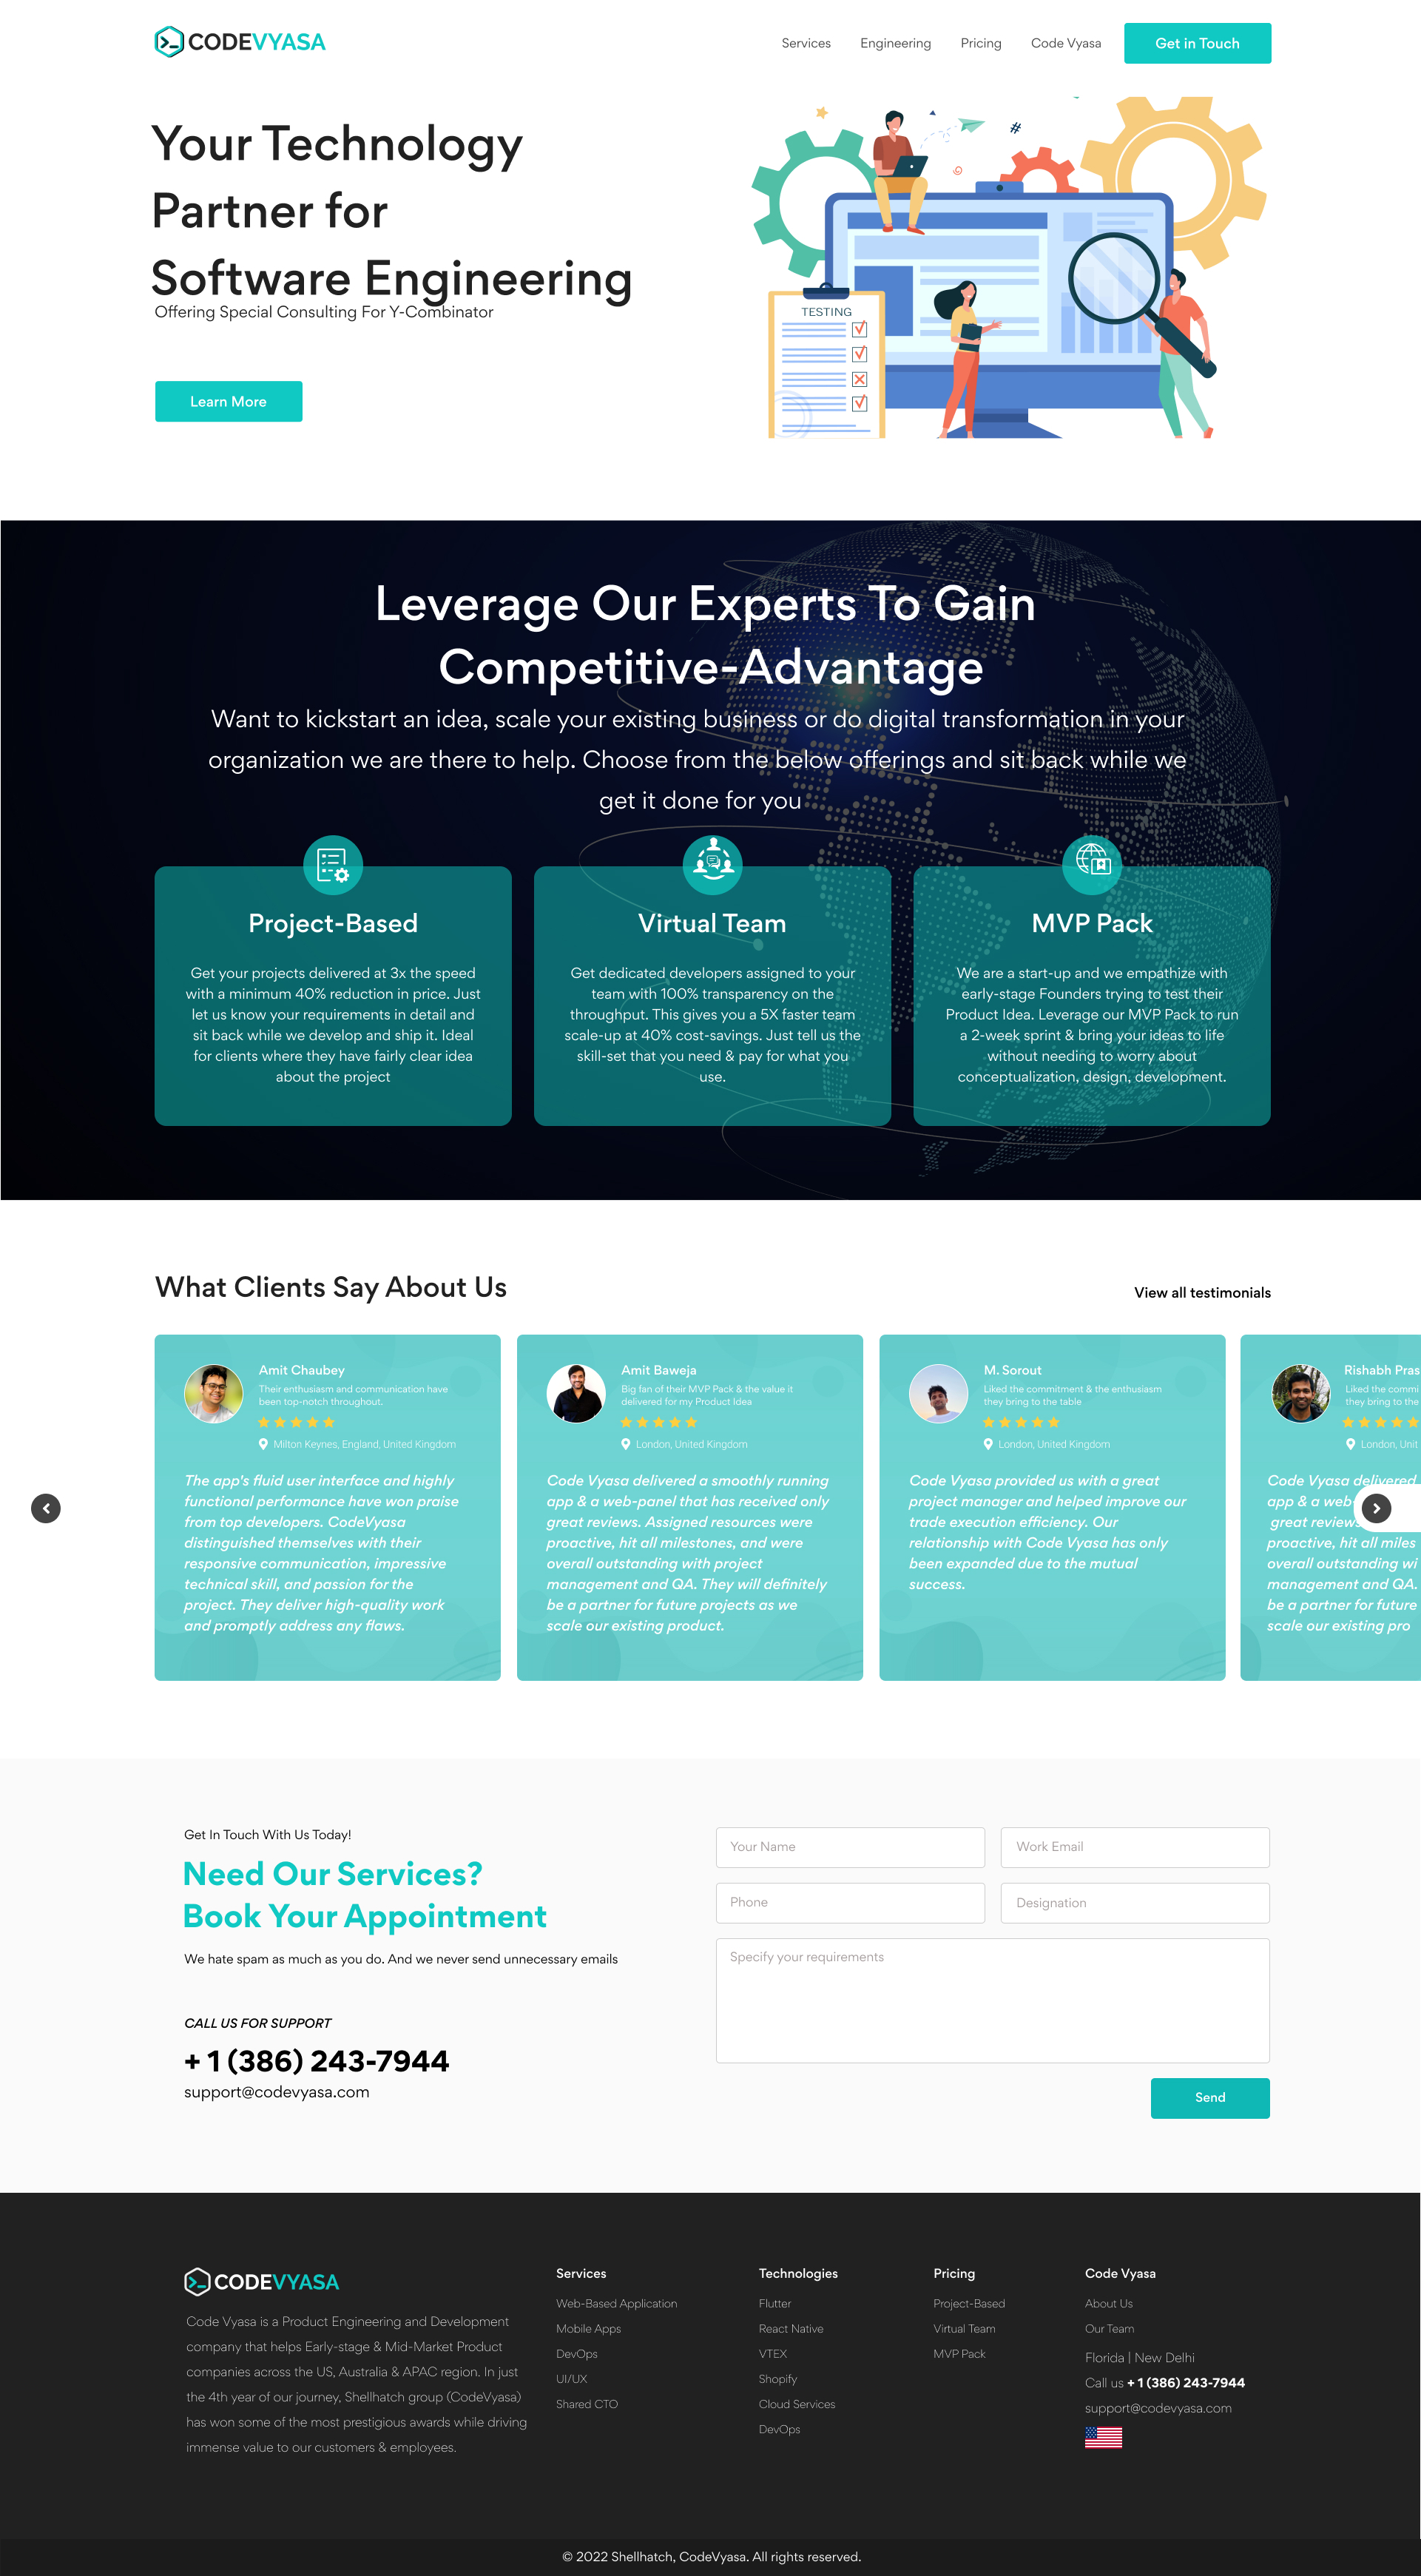 CODEVYASA
Services
Engineering
Pricing
Code Vyasa
Get in Touch
Your Technology
Partner for
Software Engineering
Offering Special Consulting For Y-Combinator
Learn More
#
TESTING
Leverage Our Experts To Gain
Competitive-Advantage
Want to kickstart an idea, scale your existing business or do digital transformation in your
organization we are there to help. Choose from the below offerings and sit back while we
get it done for you
Project-Based
Get your projects delivered at 3x the speed
with a minimum 40% reduction in price. Just
let us know your requirements in detail and
sit back while we develop and ship it. Ideal
for clients where they have fairly clear idea
about the project
Virtual Team
Get dedicated developers assigned to your
team with 100% transparency on the
throughput. This gives you a 5X faster team
scale-up at 40% cost-savings. Just tell us the
skill-set that you need & pay for what you
use.
MVP Pack
We are a start-up and we empathize with
early-stage Founders trying to test their
Product Idea. Leverage our MVP Pack to run
a 2-week sprint & bring your ideas to life
without needing to worry about
conceptualization, design, development.
What Clients Say About Us
View all testimonials
Amit Chaubey
Their enthusiasm and communication have
been top-notch throughout.
Milton Keynes, England, United Kingdom
The app's fluid user interface and highly
functional performance have won praise
from top developers. CodeVyasa
distinguished themselves with their
responsive communication, impressive
technical skill, and passion for the
project. They deliver high-quality work
and promptly address any flaws.
Amit Baweja
Big fan of their MVP Pack & the value it
delivered for my Product Idea
London, United Kingdom
Code Vyasa delivered a smoothly running
app & a web-panel that has received only
great reviews. Assigned resources were
proactive, hit all milestones, and were
overall outstanding with project
management and QA. They will definitely
be a partner for future projects as we
scale our existing product.
M. Sorout
Liked the commitment & the enthusiasm
they bring to the table
London, United Kingdom
Code Vyasa provided us with a great
project manager and helped improve our
trade execution efficiency. Our
relationship with Code Vyasa has only
been expanded due to the mutual
success.
Rishabh Pras
Liked the commi
they bring to the
London, Unit
Code Vyasa delivered
app & a web
great reviews
proactive, hit all miles
overall outstanding wi
management and QA.
be a partner for future
scale our existing pro
Get In Touch With Us Today!
Need Our Services?
Book Your Appointment
We hate spam as much as you do. And we never send unnecessary emails
CALL US FOR SUPPORT
+ 1 (386) 243-7944
support@codevyasa.com
Your Name
Work Email
Phone
Designation
Specify your requirements
Send
CODEVYASA
Code Vyasa is a Product Engineering and Development
company that helps Early-stage & Mid-Market Product
companies across the US, Australia & APAC region. In just
the 4th year of our journey, Shellhatch group (CodeVyasa)
has won some of the most prestigious awards while driving
immense value to our customers & employees.
Services
Web-Based Application
Mobile Apps
DevOps
UI/UX
Shared CTO
Technologies
Flutter
React Native
VTEX
Shopify
Cloud Services
DevOps
Pricing
Project-Based
Virtual Team
MVP Pack
Code Vyasa
About Us
Our Team
Florida | New Delhi
Call us + 1 (386) 243-7944
support@codevyasa.com
© 2022 Shellhatch, CodeVyasa. All rights reserved.